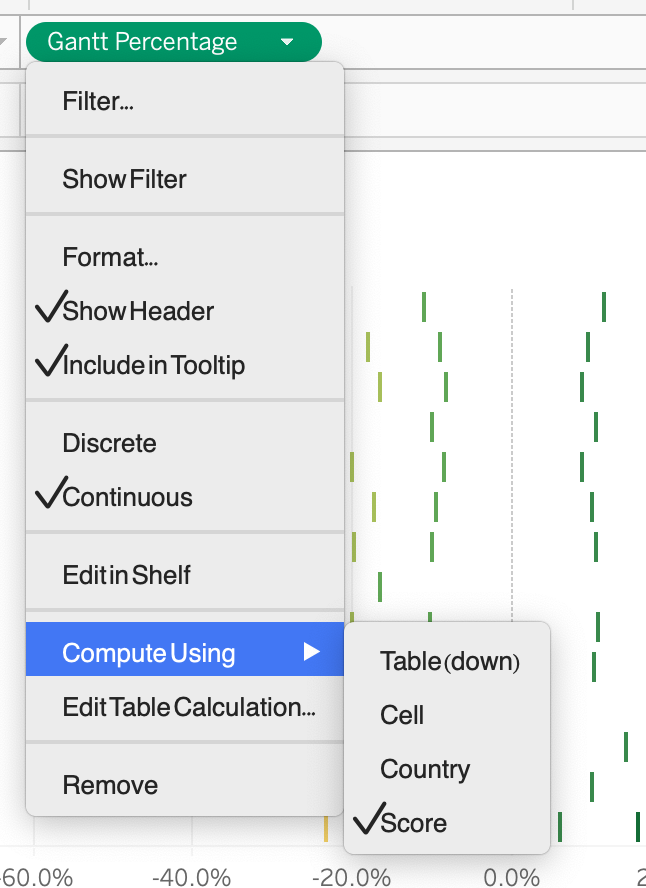 Gantt Percentage
Filter...
Show Filter
Format...
Show Header
Include in Tooltip
Discrete
Continuous
Edit in Shelf
Compute Using
Edit Table Calculation...
Remove
Table (down)
Cell
Country
Score
-60.0%
-40.0%
-20.0%
0.0%
2